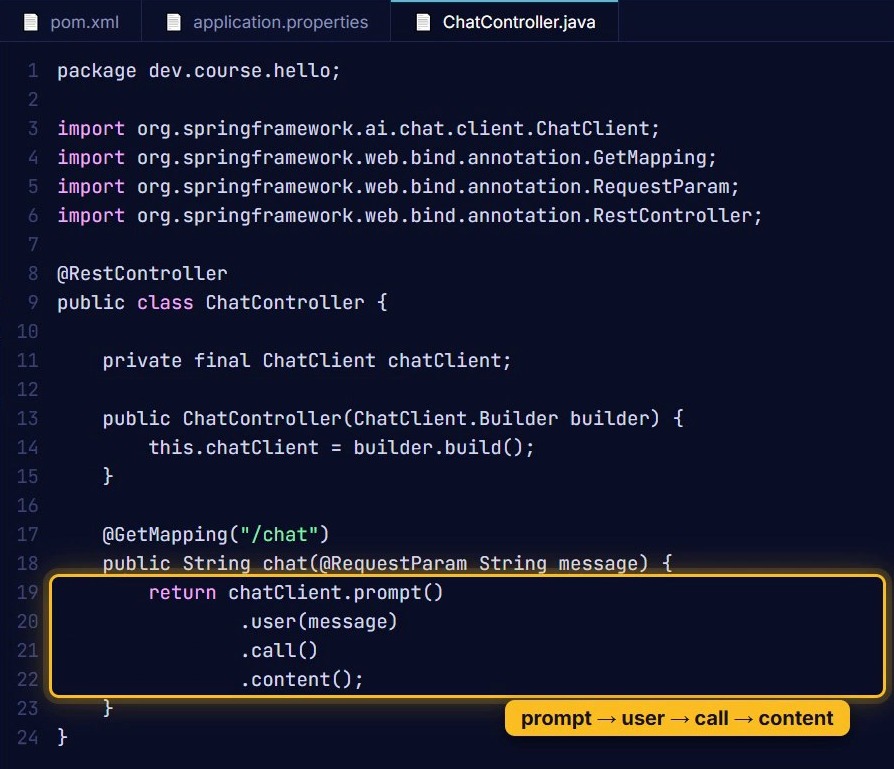 pom.xml
application.properties
ChatController.java
1 package dev.course.hello;
2
3 import org.springframework.ai.chat.client.ChatClient;
4 import org.springframework.web.bind.annotation.GetMapping;
5 import org.springframework.web.bind.annotation.RequestParam;
6 import org.springframework.web.bind.annotation.RestController;
7
8 @RestController
9 public class ChatController {
10
11     private final ChatClient chatClient;
12
13     public ChatController(ChatClient.Builder builder) {
14         this.chatClient = builder.build();
15     }
16
17     @GetMapping("/chat")
18     public String chat(@RequestParam String message) {
19         return chatClient.prompt()
20                 .user(message)
21                 .call()
22                 .content();
23     }
prompt → user → call → content
24 }